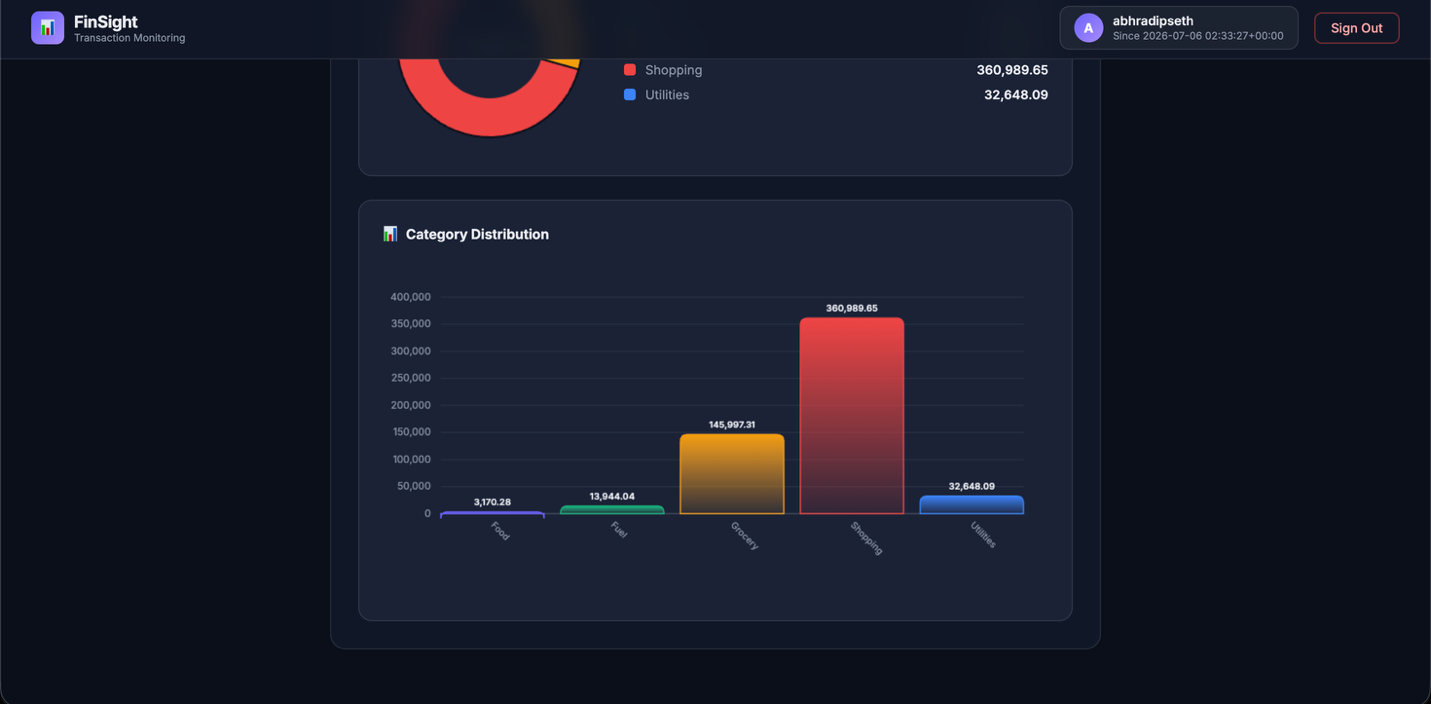 FinSight
Transaction Monitoring
A
abhradipseth
Since 2026-07-06 02:33:27+00:00
Sign Out
Shopping 360,989.65
Utilities 32,648.09
Category Distribution
400,000
350,000
300,000
250,000
200,000
150,000
100,000
50,000
0
3,170.28
13,944.04
145,997.31
360,989.65
32,648.09
Food
Fuel
Grocery
Shopping
Utilities